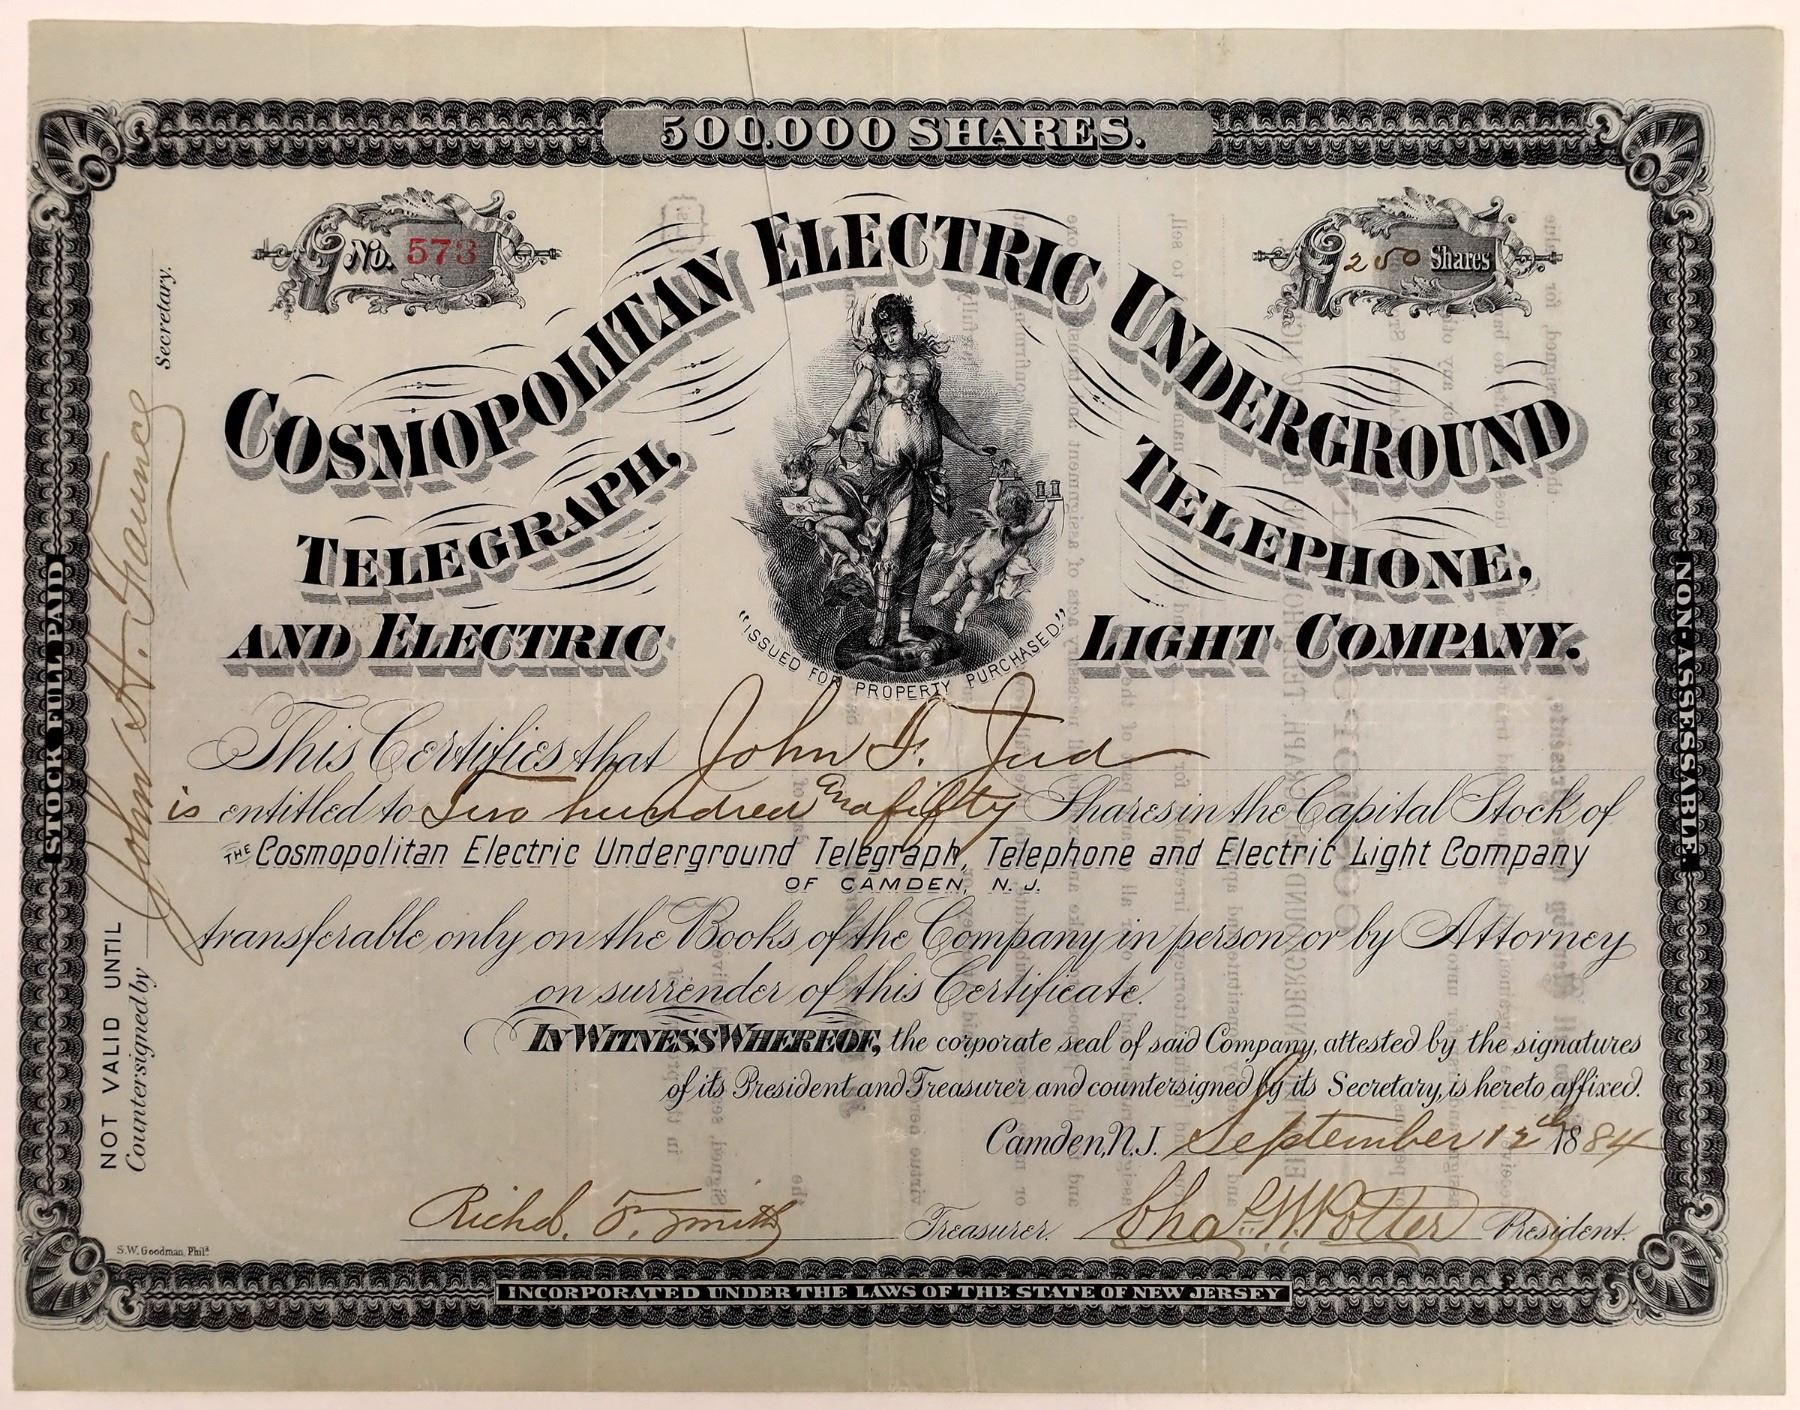 500.000 SHARES.
No. 573
250 Shares
COSMOPOLITAN ELECTRIC UNDERGROUND
TELEGRAPH, TELEPHONE,
AND ELECTRIC LIGHT COMPANY.
"ISSUED FOR PROPERTY PURCHASED."
This Certifies that John F. Jud
is entitled to Two hundred and fifty Shares in the Capital Stock of
THE Cosmopolitan Electric Underground Telegraph, Telephone and Electric Light Company
OF CAMDEN, N. J.
transferable only on the Books of the Company in person or by Attorney
on surrender of this Certificate.
IN WITNESS WHEREOF, the corporate seal of said Company, attested by the signatures
of its President and Treasurer and countersigned by its Secretary, is hereto affixed.
Camden, N.J. September 12th 1884
Richd. F. Smith Treasurer. Chas. W. Potter President.
S.W. Goodman, Phila
INCORPORATED UNDER THE LAWS OF THE STATE OF NEW JERSEY
STOCK FULL PAID
NOT VALID UNTIL
Countersigned by John H. Fraunce Secretary.
NON-ASSESSABLE.